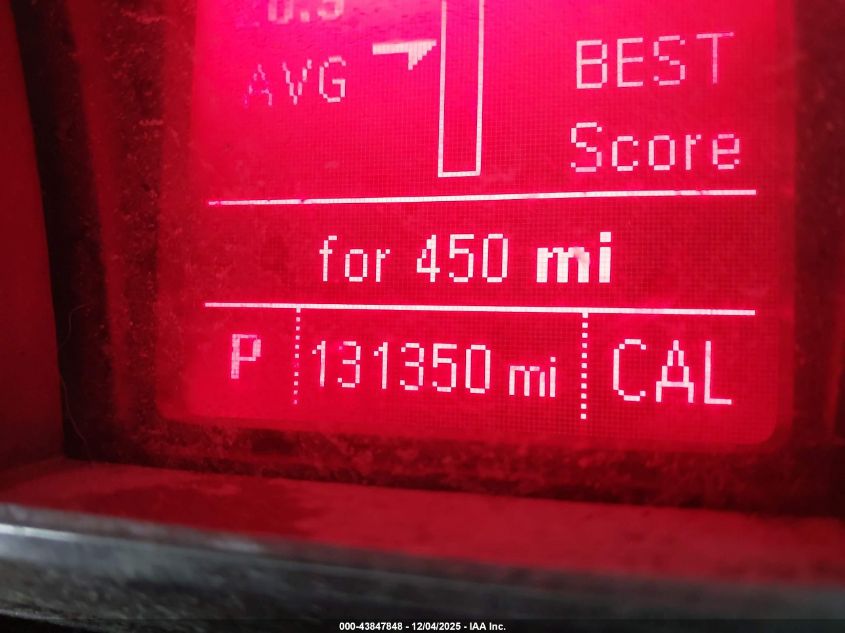 AVG
BEST
Score
for 450 mi
P 131350 mi CAL
000-43847848 - 12/04/2025 - IAA Inc.